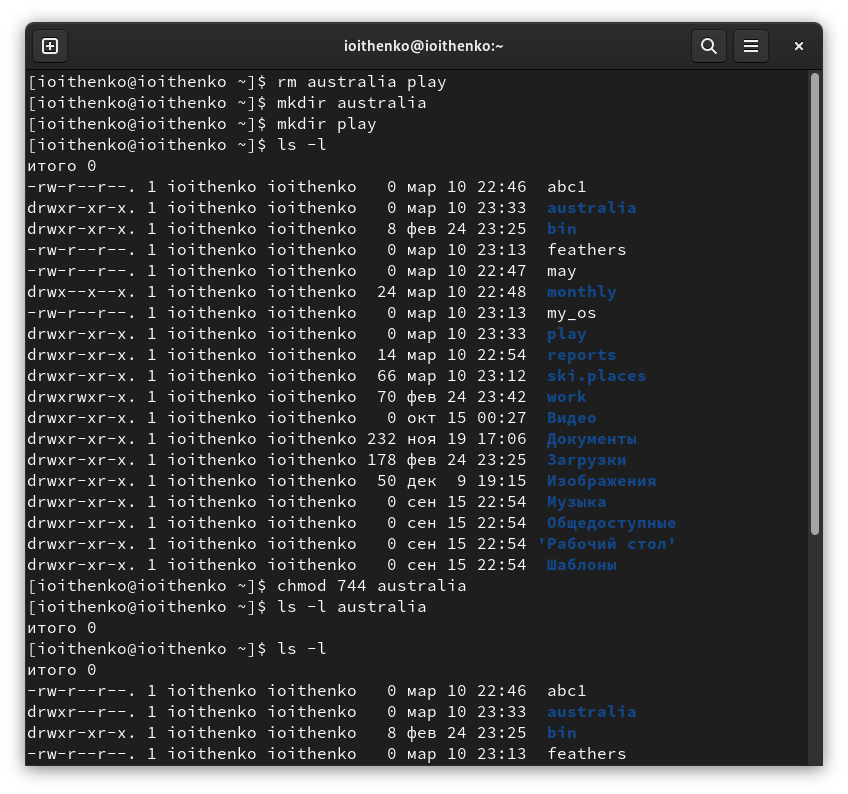 ioithenko@ioithenko:~
[ioithenko@ioithenko ~]$ rm australia play
[ioithenko@ioithenko ~]$ mkdir australia
[ioithenko@ioithenko ~]$ mkdir play
[ioithenko@ioithenko ~]$ ls -l
итого 0
-rw-r--r--. 1 ioithenko ioithenko   0 мар 10 22:46  abc1
drwxr-xr-x. 1 ioithenko ioithenko   0 мар 10 23:33  australia
drwxr-xr-x. 1 ioithenko ioithenko   8 фев 24 23:25  bin
-rw-r--r--. 1 ioithenko ioithenko   0 мар 10 23:13  feathers
-rw-r--r--. 1 ioithenko ioithenko   0 мар 10 22:47  may
drwx--x--x. 1 ioithenko ioithenko  24 мар 10 22:48  monthly
-rw-r--r--. 1 ioithenko ioithenko   0 мар 10 23:13  my_os
drwxr-xr-x. 1 ioithenko ioithenko   0 мар 10 23:33  play
drwxr-xr-x. 1 ioithenko ioithenko  14 мар 10 22:54  reports
drwxr-xr-x. 1 ioithenko ioithenko  66 мар 10 23:12  ski.places
drwxrwxr-x. 1 ioithenko ioithenko  70 фев 24 23:42  work
drwxr-xr-x. 1 ioithenko ioithenko   0 окт 15 00:27  Видео
drwxr-xr-x. 1 ioithenko ioithenko 232 ноя 19 17:06  Документы
drwxr-xr-x. 1 ioithenko ioithenko 178 фев 24 23:25  Загрузки
drwxr-xr-x. 1 ioithenko ioithenko  50 дек  9 19:15  Изображения
drwxr-xr-x. 1 ioithenko ioithenko   0 сен 15 22:54  Музыка
drwxr-xr-x. 1 ioithenko ioithenko   0 сен 15 22:54  Общедоступные
drwxr-xr-x. 1 ioithenko ioithenko   0 сен 15 22:54 'Рабочий стол'
drwxr-xr-x. 1 ioithenko ioithenko   0 сен 15 22:54  Шаблоны
[ioithenko@ioithenko ~]$ chmod 744 australia
[ioithenko@ioithenko ~]$ ls -l australia
итого 0
[ioithenko@ioithenko ~]$ ls -l
итого 0
-rw-r--r--. 1 ioithenko ioithenko   0 мар 10 22:46  abc1
drwxr--r--. 1 ioithenko ioithenko   0 мар 10 23:33  australia
drwxr-xr-x. 1 ioithenko ioithenko   8 фев 24 23:25  bin
-rw-r--r--. 1 ioithenko ioithenko   0 мар 10 23:13  feathers